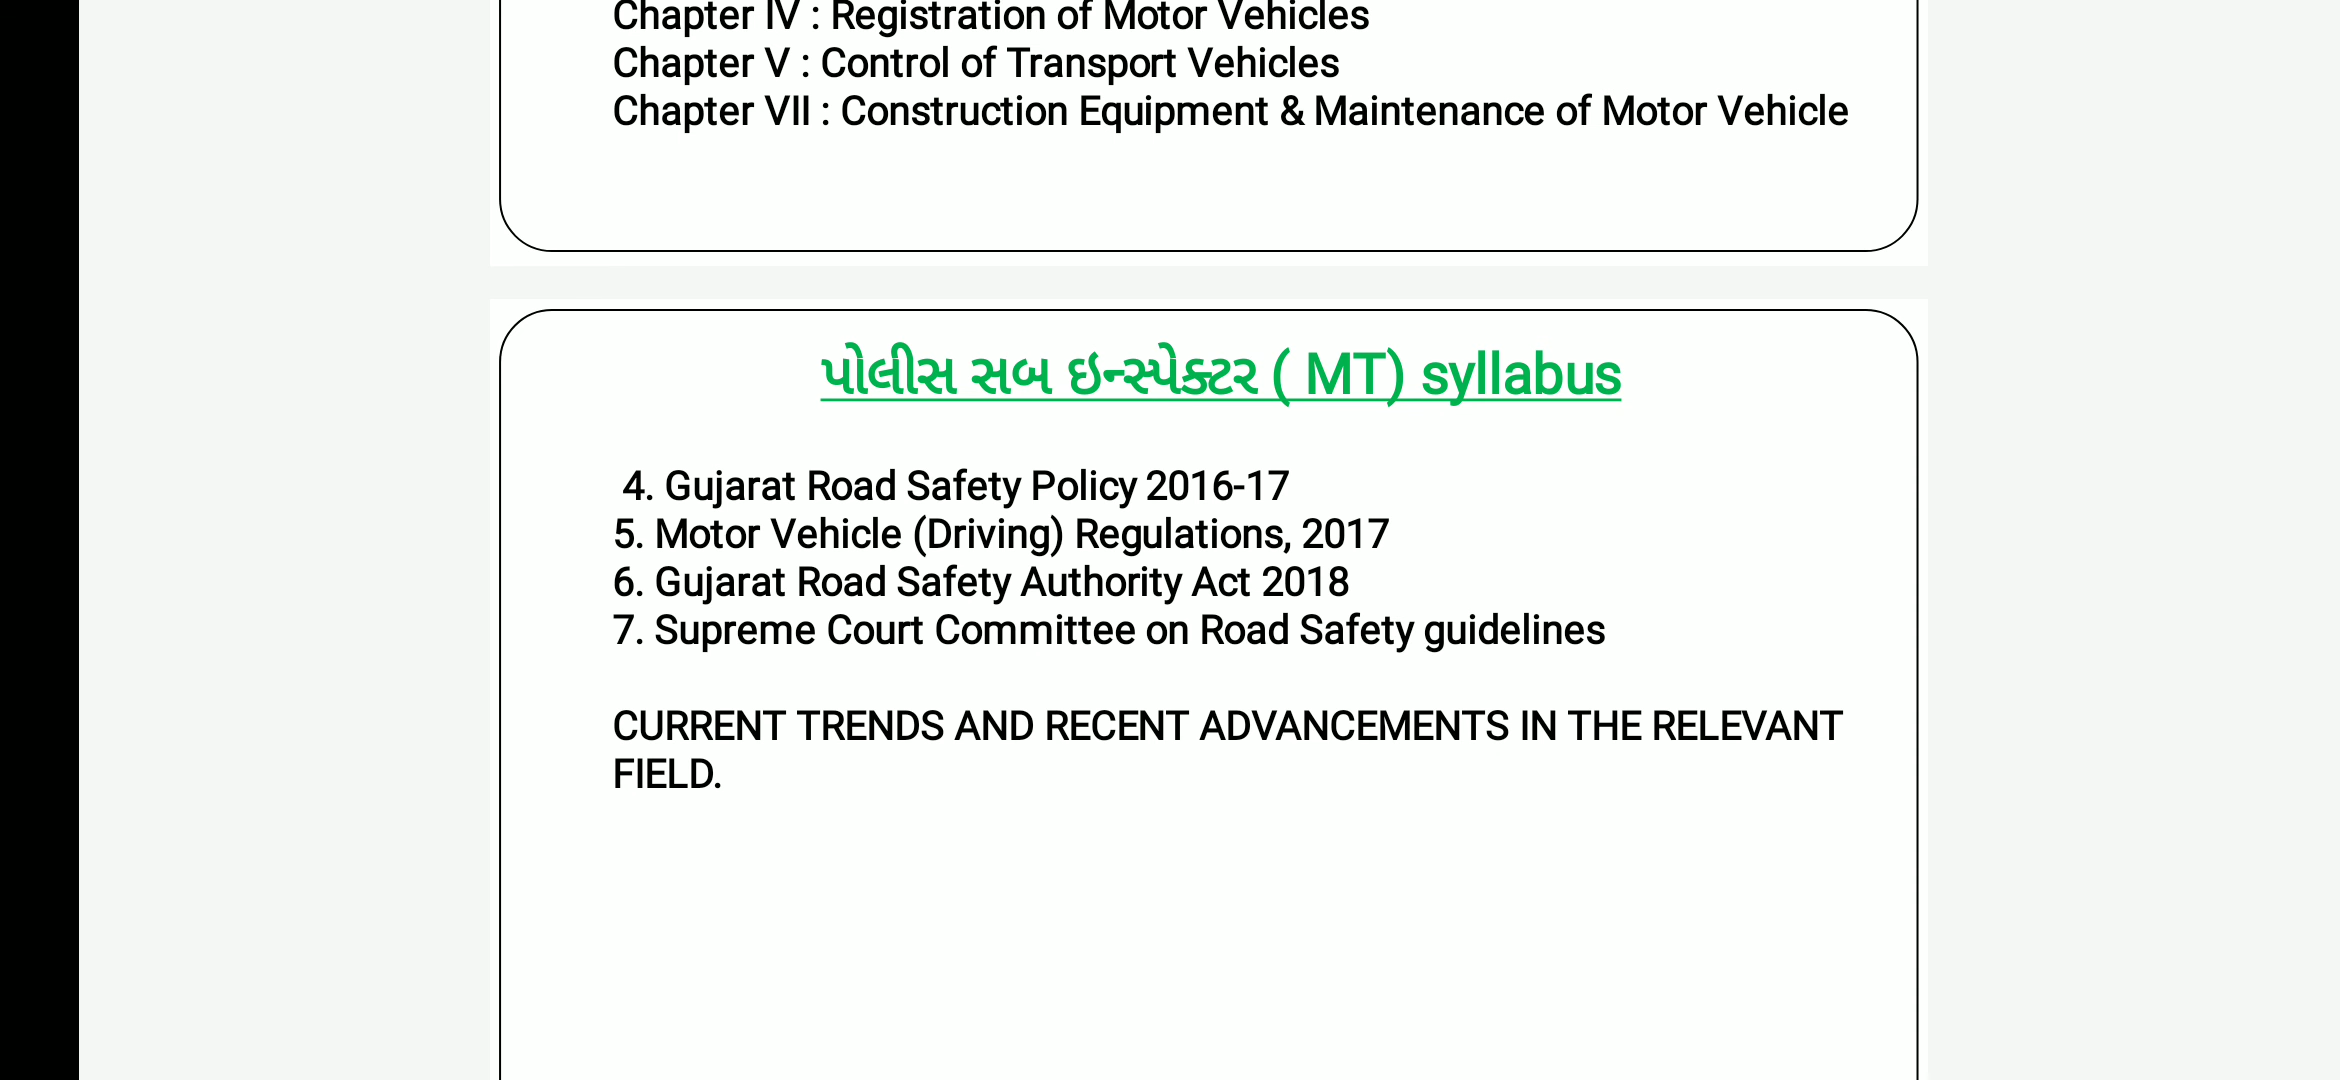 Chapter IV : Registration of Motor Vehicles
Chapter V : Control of Transport Vehicles
Chapter VII : Construction Equipment & Maintenance of Motor Vehicle
પોલીસ સબ ઇન્સ્પેક્ટર ( MT) syllabus
4. Gujarat Road Safety Policy 2016-17
5. Motor Vehicle (Driving) Regulations, 2017
6. Gujarat Road Safety Authority Act 2018
7. Supreme Court Committee on Road Safety guidelines
CURRENT TRENDS AND RECENT ADVANCEMENTS IN THE RELEVANT
FIELD.